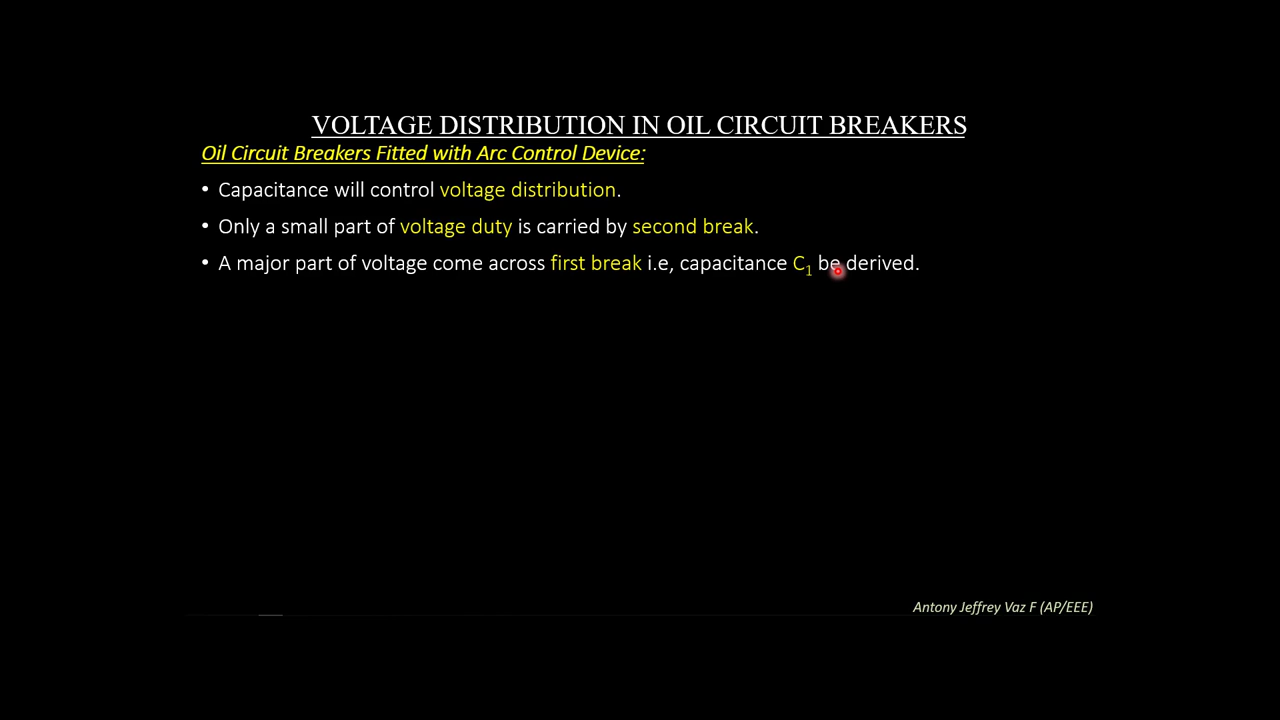 VOLTAGE DISTRIBUTION IN OIL CIRCUIT BREAKERS
Oil Circuit Breakers Fitted with Arc Control Device:
• Capacitance will control voltage distribution.
• Only a small part of voltage duty is carried by second break.
• A major part of voltage come across first break i.e, capacitance C₁ be derived.
Antony Jeffrey Vaz F (AP/EEE)